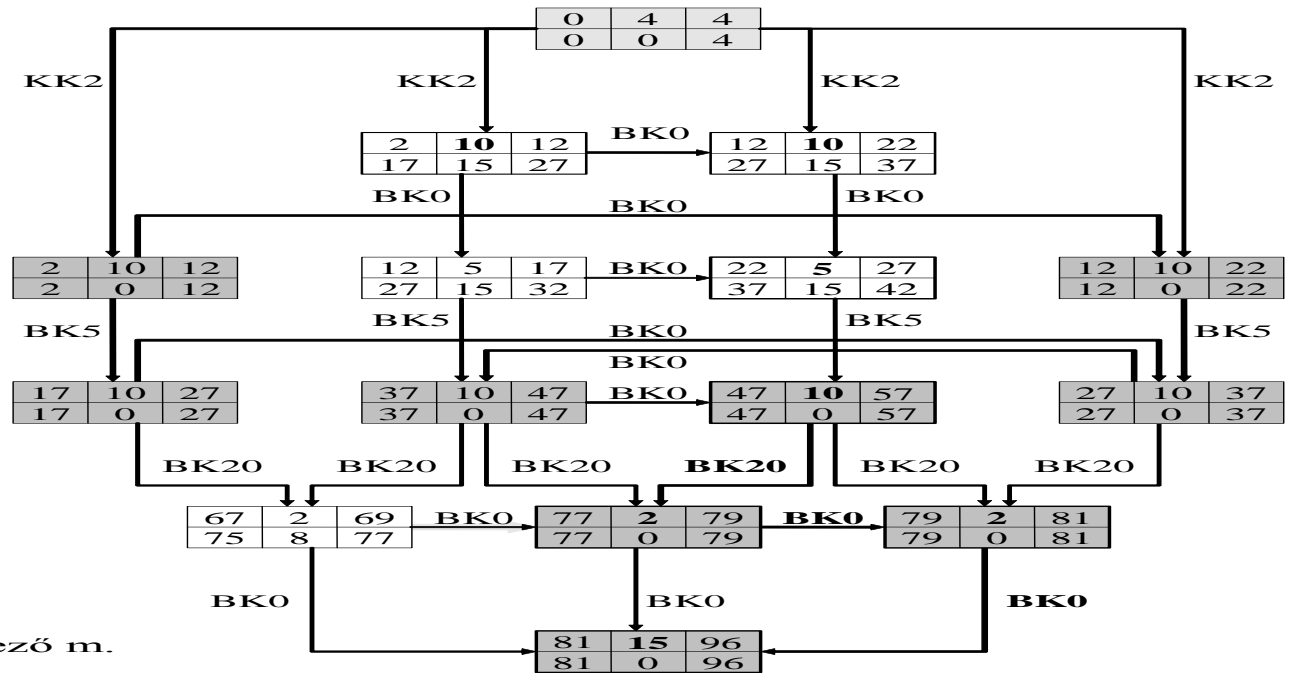 0 4 4
0 0 4
KK2 KK2 KK2 KK2
2 10 12 BK0 12 10 22
17 15 27 27 15 37
BK0 BK0 BK0
2 10 12 12 5 17 BK0 22 5 27 12 10 22
2 0 12 27 15 32 37 15 42 12 0 22
BK5 BK5 BK0 BK5 BK5
BK0
17 10 27 37 10 47 BK0 47 10 57 27 10 37
17 0 27 37 0 47 47 0 57 27 0 37
BK20 BK20 BK20 BK20 BK20 BK20
67 2 69 BK0 77 2 79 BK0 79 2 81
75 8 77 77 0 79 79 0 81
BK0 BK0 BK0
81 15 96
ező m.
81 0 96